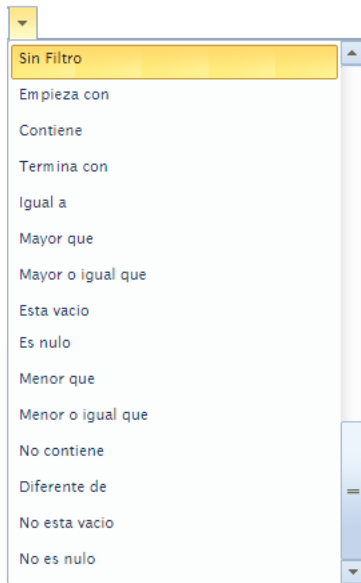 Sin Filtro
Empieza con
Contiene
Termina con
Igual a
Mayor que
Mayor o igual que
Esta vacio
Es nulo
Menor que
Menor o igual que
No contiene
Diferente de
No esta vacio
No es nulo